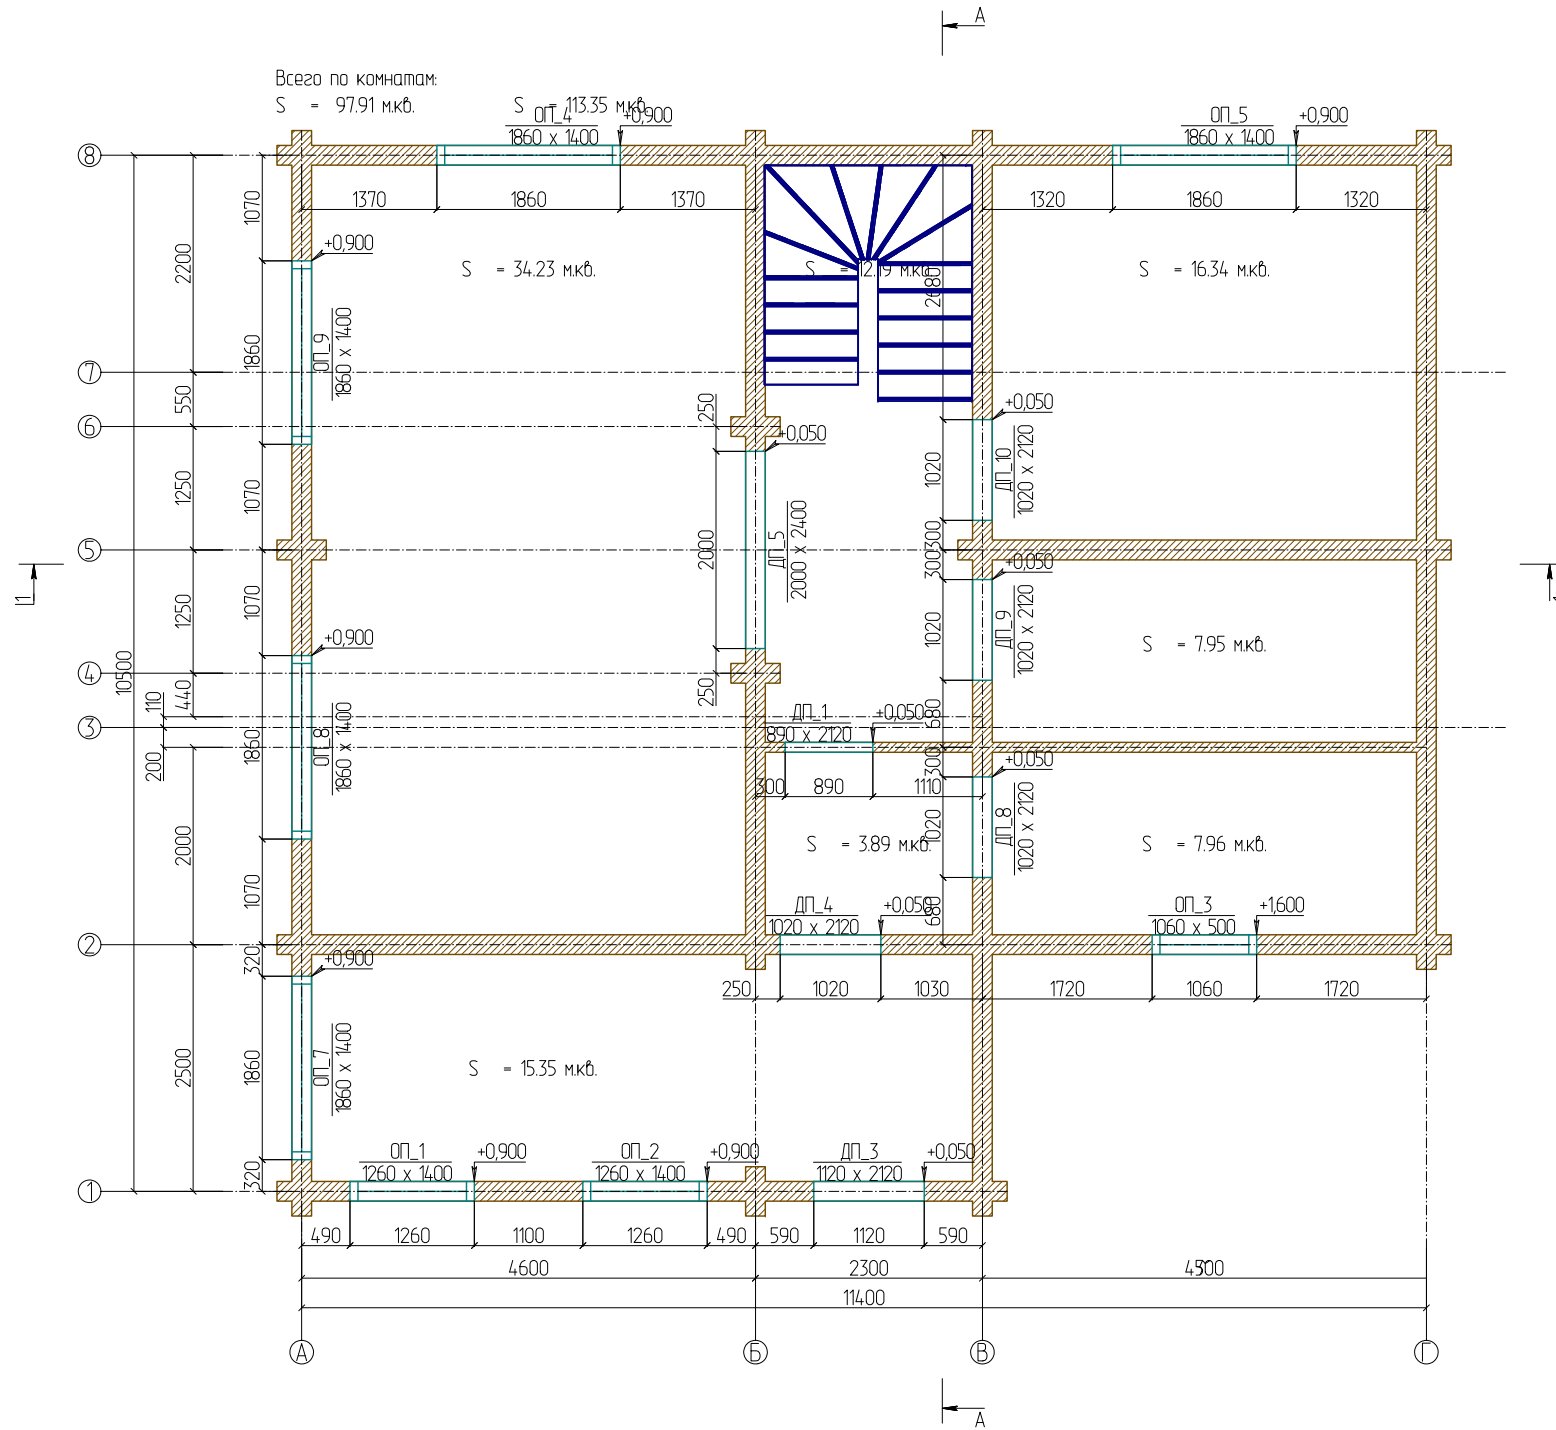 А
Всего по комнатам:
S = 97.91 м.кв. S = 113.35 м.кв.
ОП_4 +0,900 ОП_5 +0,900
1860 x 1400 1860 x 1400
8
1370 1860 1370 1320 1860 1320
1070
+0,900
2200
S = 34.23 м.кв. S = 12.19 м.кв. S = 16.34 м.кв.
2680
1860
ОП_9
1860 x 1400
7
550
250
+0,050
6
+0,050
1020
ДП_10
1020 x 2120
1250
1070
2000
ДП_5
2000 x 2400
300
5
300
+0,050
1250
1070
1020
ДП_9
1020 x 2120
+0,900
S = 7.95 м.кв.
10500
4
440
250
110
680
ДП_1 +0,050
890 x 2120
3
1860
ОП_8
1860 x 1400
200
300
+0,050
300 890 1110
2000
1020
ДП_8
1020 x 2120
S = 3.89 м.кв. S = 7.96 м.кв.
1070
680
ДП_4 +0,050 ОП_3 +1,600
1020 x 2120 1060 x 500
2
320
+0,900
250 1020 1030 1720 1060 1720
2500
1860
ОП_7
1860 x 1400
S = 15.35 м.кв.
ОП_1 +0,900 ОП_2 +0,900 ДП_3 +0,050
1260 x 1400 1260 x 1400 1120 x 2120
320
1
490 1260 1100 1260 490 590 1120 590
4600 2300 4500
11400
А Б В Г
А